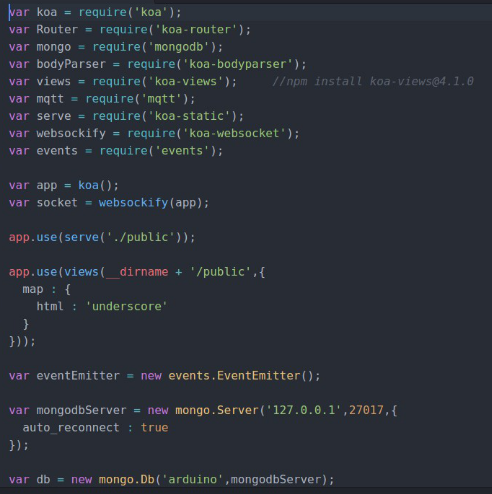 var koa = require('koa');
var Router = require('koa-router');
var mongo = require('mongodb');
var bodyParser = require('koa-bodyparser');
var views = require('koa-views');     //npm install koa-views@4.1.0
var mqtt = require('mqtt');
var serve = require('koa-static');
var websockify = require('koa-websocket');
var events = require('events');

var app = koa();
var socket = websockify(app);

app.use(serve('./public'));

app.use(views(__dirname + '/public',{
  map : {
    html : 'underscore'
  }
}));

var eventEmitter = new events.EventEmitter();

var mongodbServer = new mongo.Server('127.0.0.1',27017,{
  auto_reconnect : true
});

var db = new mongo.Db('arduino',mongodbServer);